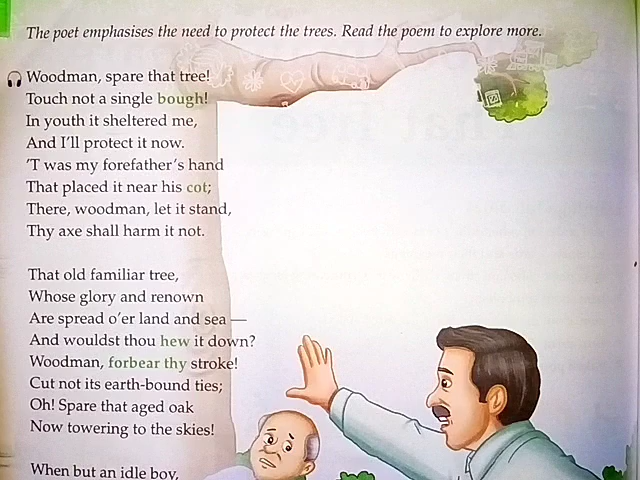 The poet emphasises the need to protect the trees. Read the poem to explore more.
Woodman, spare that tree!
Touch not a single bough!
In youth it sheltered me,
And I'll protect it now.
'T was my forefather's hand
That placed it near his cot;
There, woodman, let it stand,
Thy axe shall harm it not.
That old familiar tree,
Whose glory and renown
Are spread o'er land and sea —
And wouldst thou hew it down?
Woodman, forbear thy stroke!
Cut not its earth-bound ties;
Oh! Spare that aged oak
Now towering to the skies!
When but an idle boy,